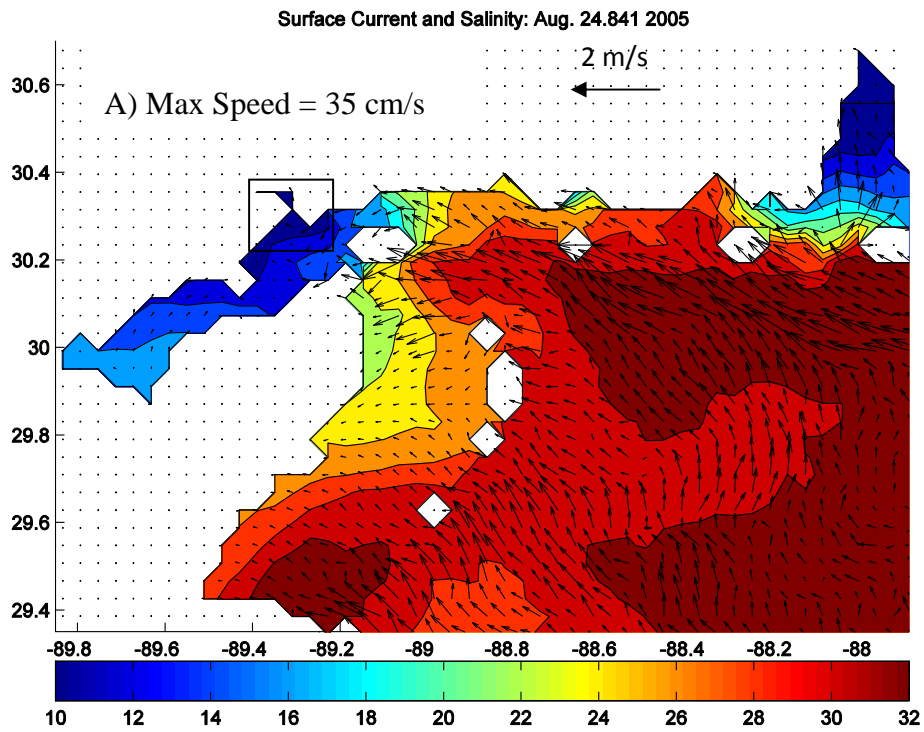 Surface Current and Salinity: Aug. 24.841 2005
2 m/s
A) Max Speed = 35 cm/s
30.6
30.4
30.2
30
29.8
29.6
29.4
-89.8 -89.6 -89.4 -89.2 -89 -88.8 -88.6 -88.4 -88.2 -88
10 12 14 16 18 20 22 24 26 28 30 32